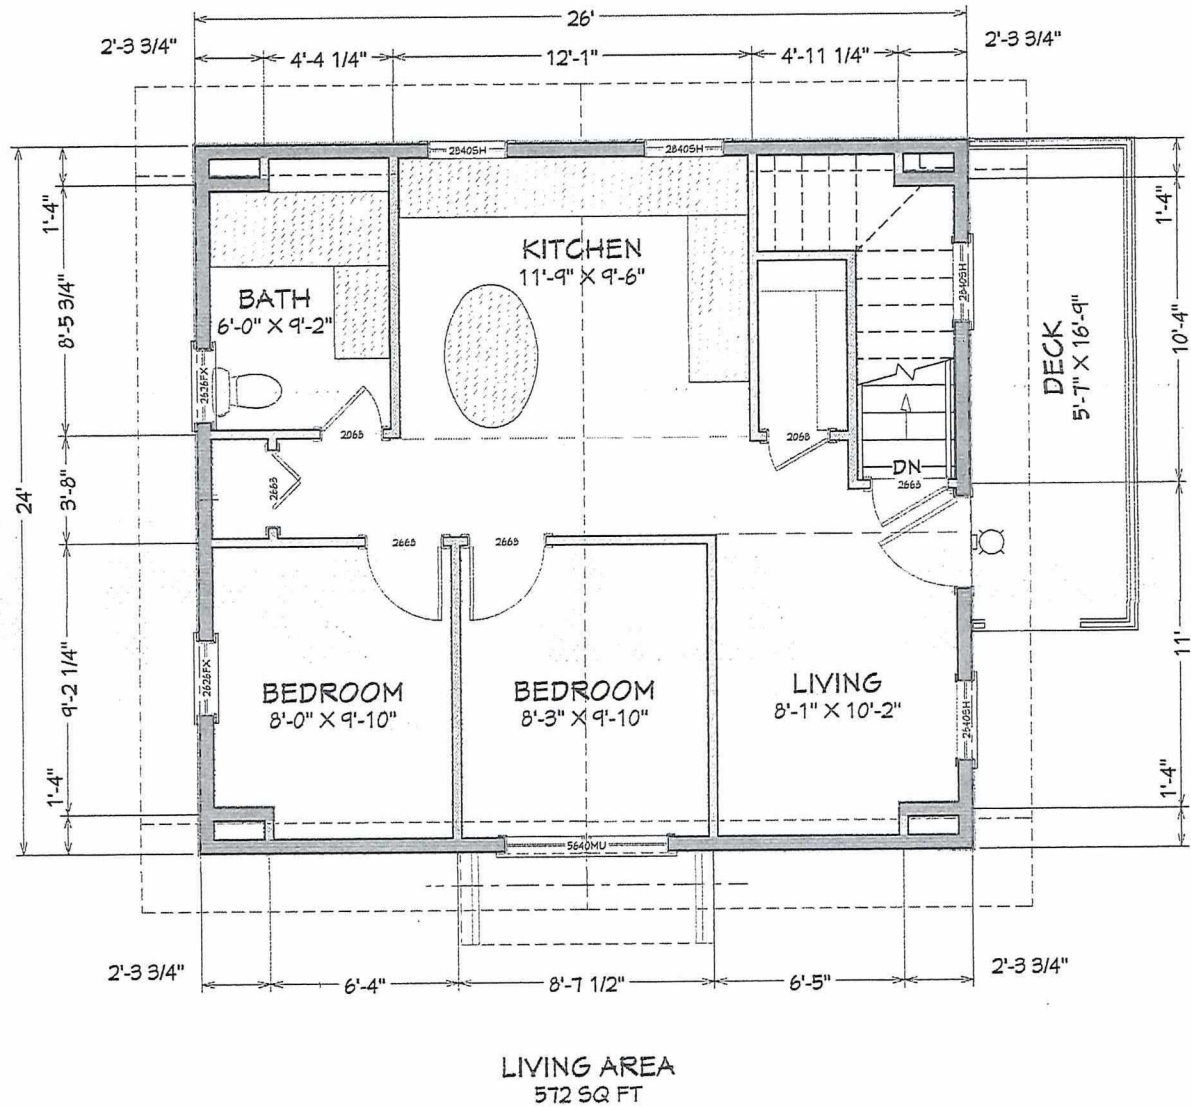 26'
2'-3 3/4"
4'-4 1/4"
12'-1"
4'-11 1/4"
2'-3 3/4"
2840SH
2840SH
1'-4"
1'-4"
KITCHEN
11'-9" X 9'-6"
BATH
6'-0" X 9'-2"
8'-5 3/4"
2840SH
10'-4"
DECK
5'-7" X 16'-9"
2626FX
2068
2068
DN
2668
24'
3'-8"
2668
2668
2668
9'-2 1/4"
2626FX
BEDROOM
8'-0" X 9'-10"
BEDROOM
8'-3" X 9'-10"
LIVING
8'-1" X 10'-2"
2840SH
11'
1'-4"
1'-4"
5640MU
2'-3 3/4"
6'-4"
8'-7 1/2"
6'-5"
2'-3 3/4"
LIVING AREA
572 SQ FT